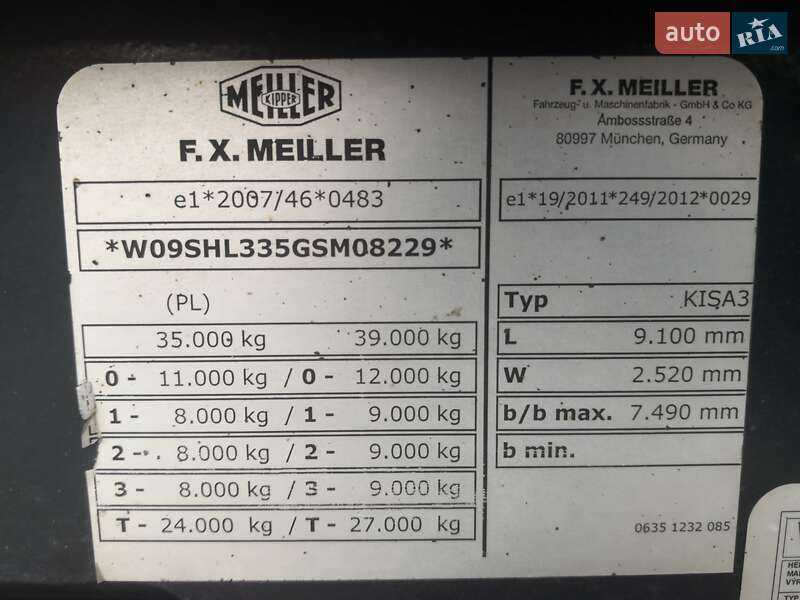 auto RIA.com
MEILLER
KIPPER
F. X. MEILLER
e1*2007/46*0483
*W09SHL335GSM08229*
(PL)
35.000 kg 39.000 kg
0- 11.000 kg / 0- 12.000 kg
1- 8.000 kg / 1- 9.000 kg
2- 8.000 kg / 2- 9.000 kg
3- 8.000 kg / 3- 9.000 kg
T- 24.000 kg / T- 27.000 kg
F. X. MEILLER
Fahrzeug- u. Maschinenfabrik - GmbH & Co KG
Ambossstraße 4
80997 München, Germany
e1*19/2011*249/2012*0029
Typ KISA3
L 9.100 mm
W 2.520 mm
b/b max. 7.490 mm
b min.
0635 1232 085